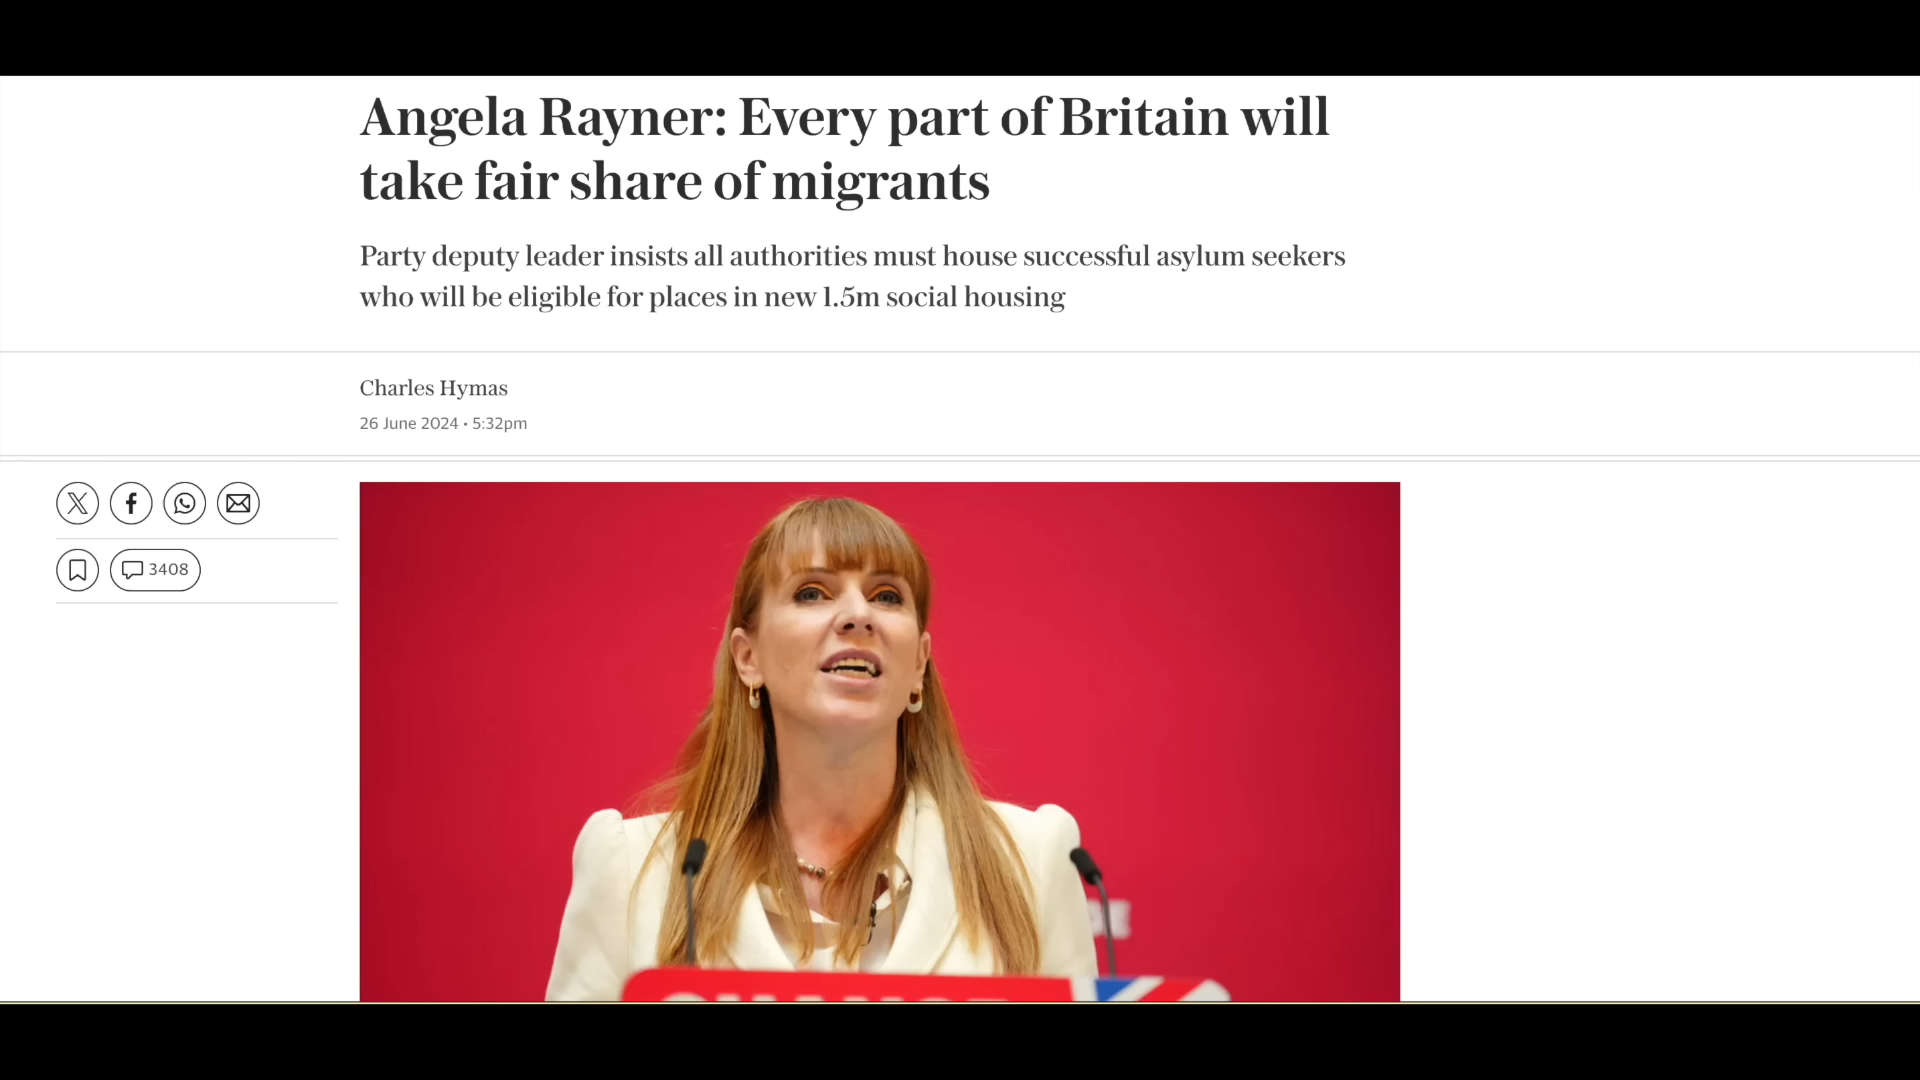 Angela Rayner: Every part of Britain will
take fair share of migrants
Party deputy leader insists all authorities must house successful asylum seekers
who will be eligible for places in new 1.5m social housing
Charles Hymas
26 June 2024 • 5:32pm
3408